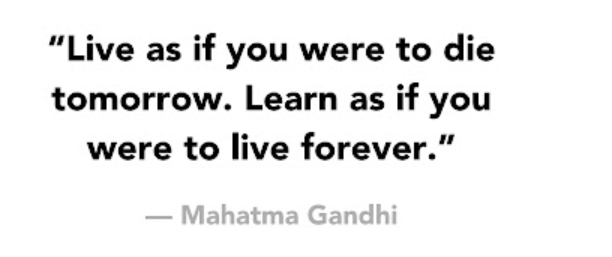 “Live as if you were to die
tomorrow. Learn as if you
were to live forever.”
— Mahatma Gandhi